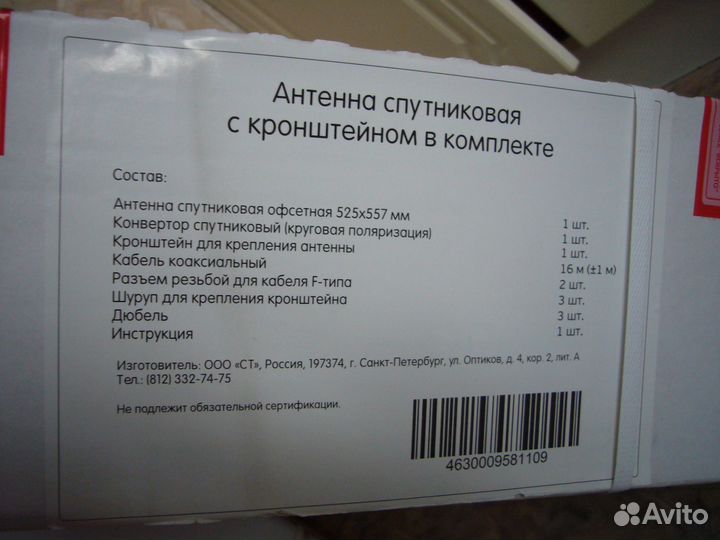 Антенна спутниковая
с кронштейном в комплекте
Состав:
Антенна спутниковая офсетная 525x557 мм 1 шт.
Конвертор спутниковый (круговая поляризация) 1 шт.
Кронштейн для крепления антенны 1 шт.
Кабель коаксиальный 16 м (±1 м)
Разъем резьбой для кабеля F-типа 2 шт.
Шуруп для крепления кронштейна 3 шт.
Дюбель 3 шт.
Инструкция 1 шт.
Изготовитель: ООО «СТ», Россия, 197374, г. Санкт-Петербург, ул. Оптиков, д. 4, кор. 2, лит. А
Тел.: (812) 332-74-75
Не подлежит обязательной сертификации.
4630009581109
Avito